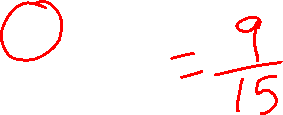 ○ = 9/15